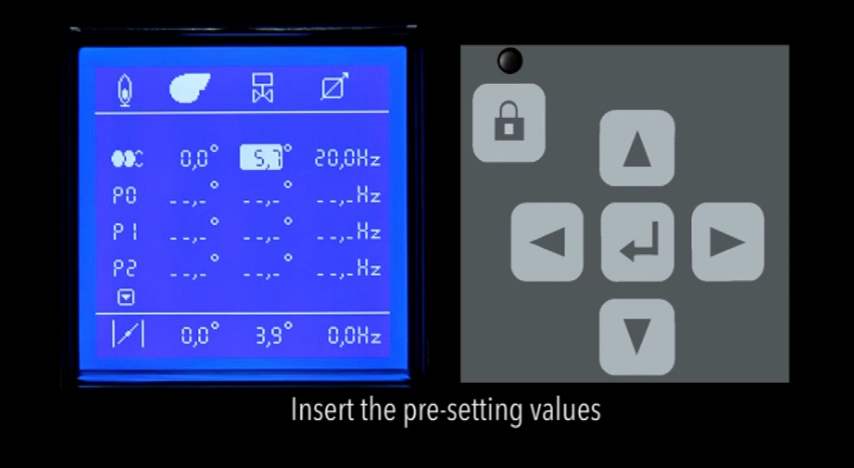 0,0° 5,7° 20,0Hz
P0 --,-° --,-° --,-Hz
P1 --,-° --,-° --,-Hz
P2 --,-° --,-° --,-Hz
0,0° 3,9° 0,0Hz
Insert the pre-setting values